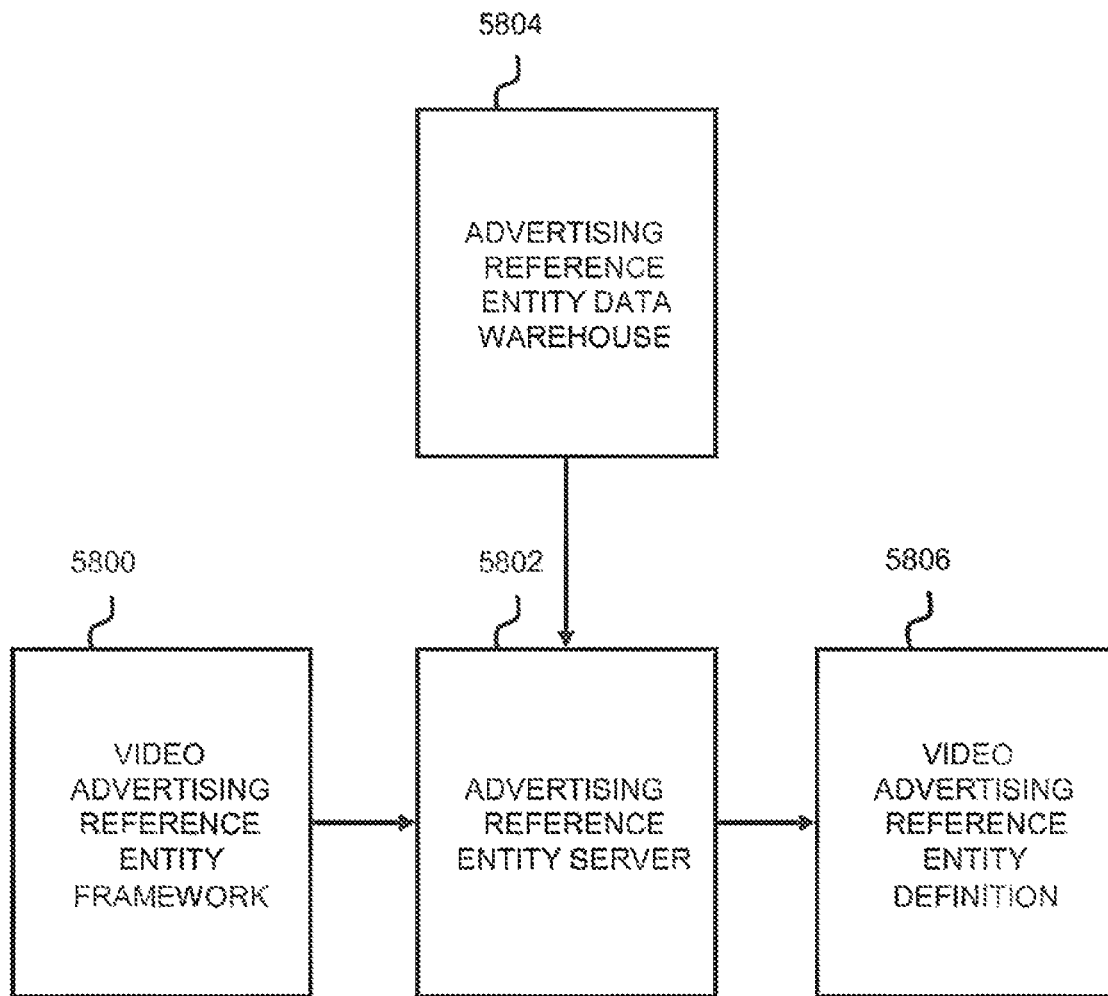 5804
ADVERTISING
REFERENCE
ENTITY DATA
WAREHOUSE
5800
5802
5806
VIDEO
ADVERTISING
REFERENCE
ENTITY
FRAMEWORK
ADVERTISING
REFERENCE
ENTITY SERVER
VIDEO
ADVERTISING
REFERENCE
ENTITY
DEFINITION